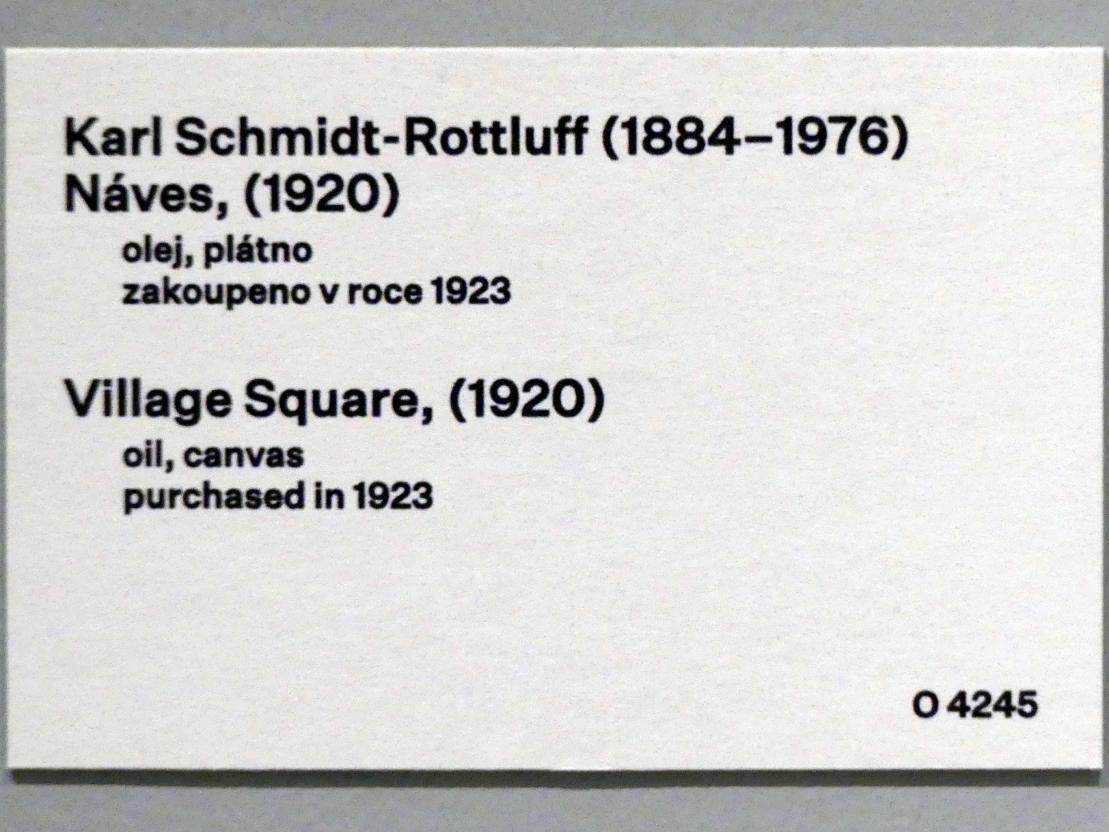 Karl Schmidt-Rottluff (1884–1976)
Náves, (1920)
olej, plátno
zakoupeno v roce 1923
Village Square, (1920)
oil, canvas
purchased in 1923
O 4245